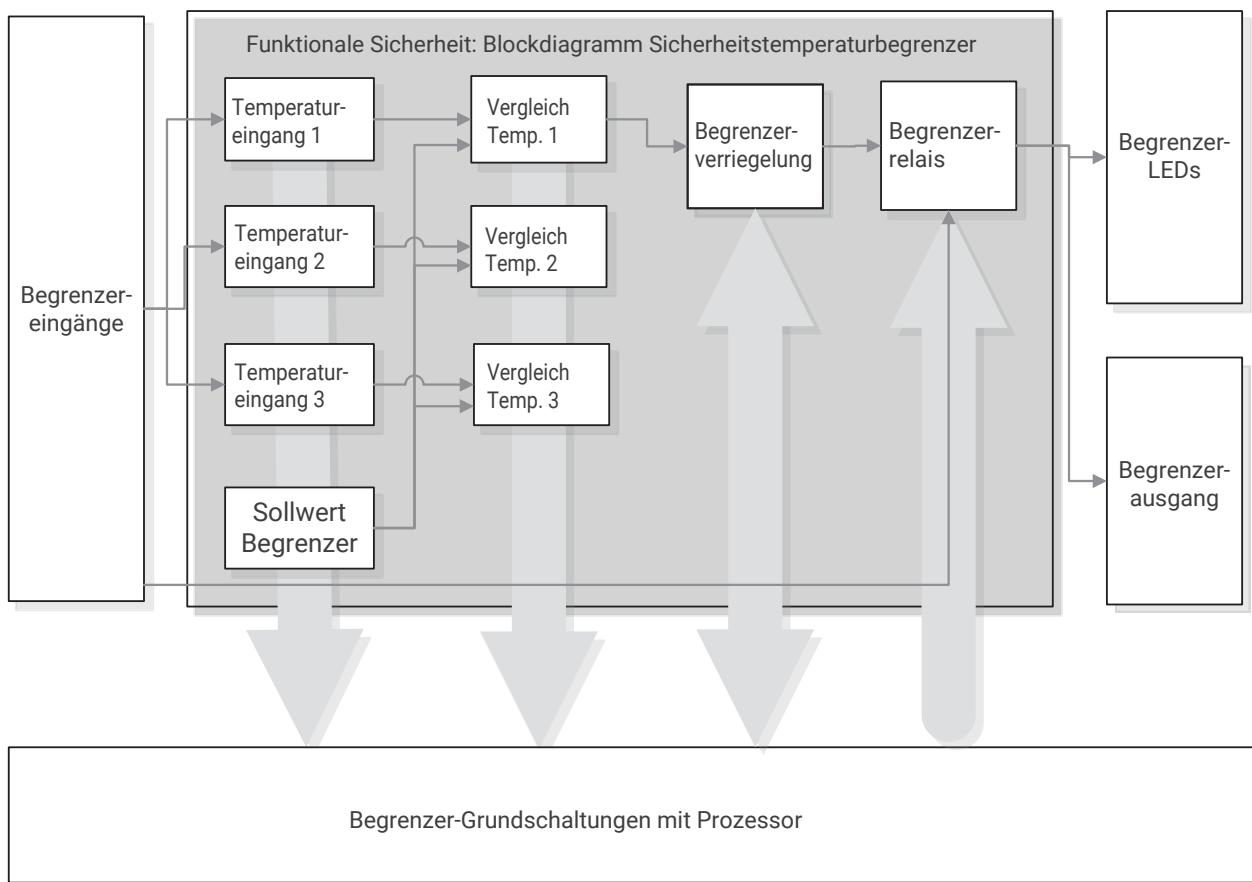 Funktionale Sicherheit: Blockdiagramm Sicherheitstemperaturbegrenzer
Begrenzer-
eingänge
Temperatur-
eingang 1
Temperatur-
eingang 2
Temperatur-
eingang 3
Sollwert
Begrenzer
Vergleich
Temp. 1
Vergleich
Temp. 2
Vergleich
Temp. 3
Begrenzer-
verriegelung
Begrenzer-
relais
Begrenzer-
LEDs
Begrenzer-
ausgang
Begrenzer-Grundschaltungen mit Prozessor